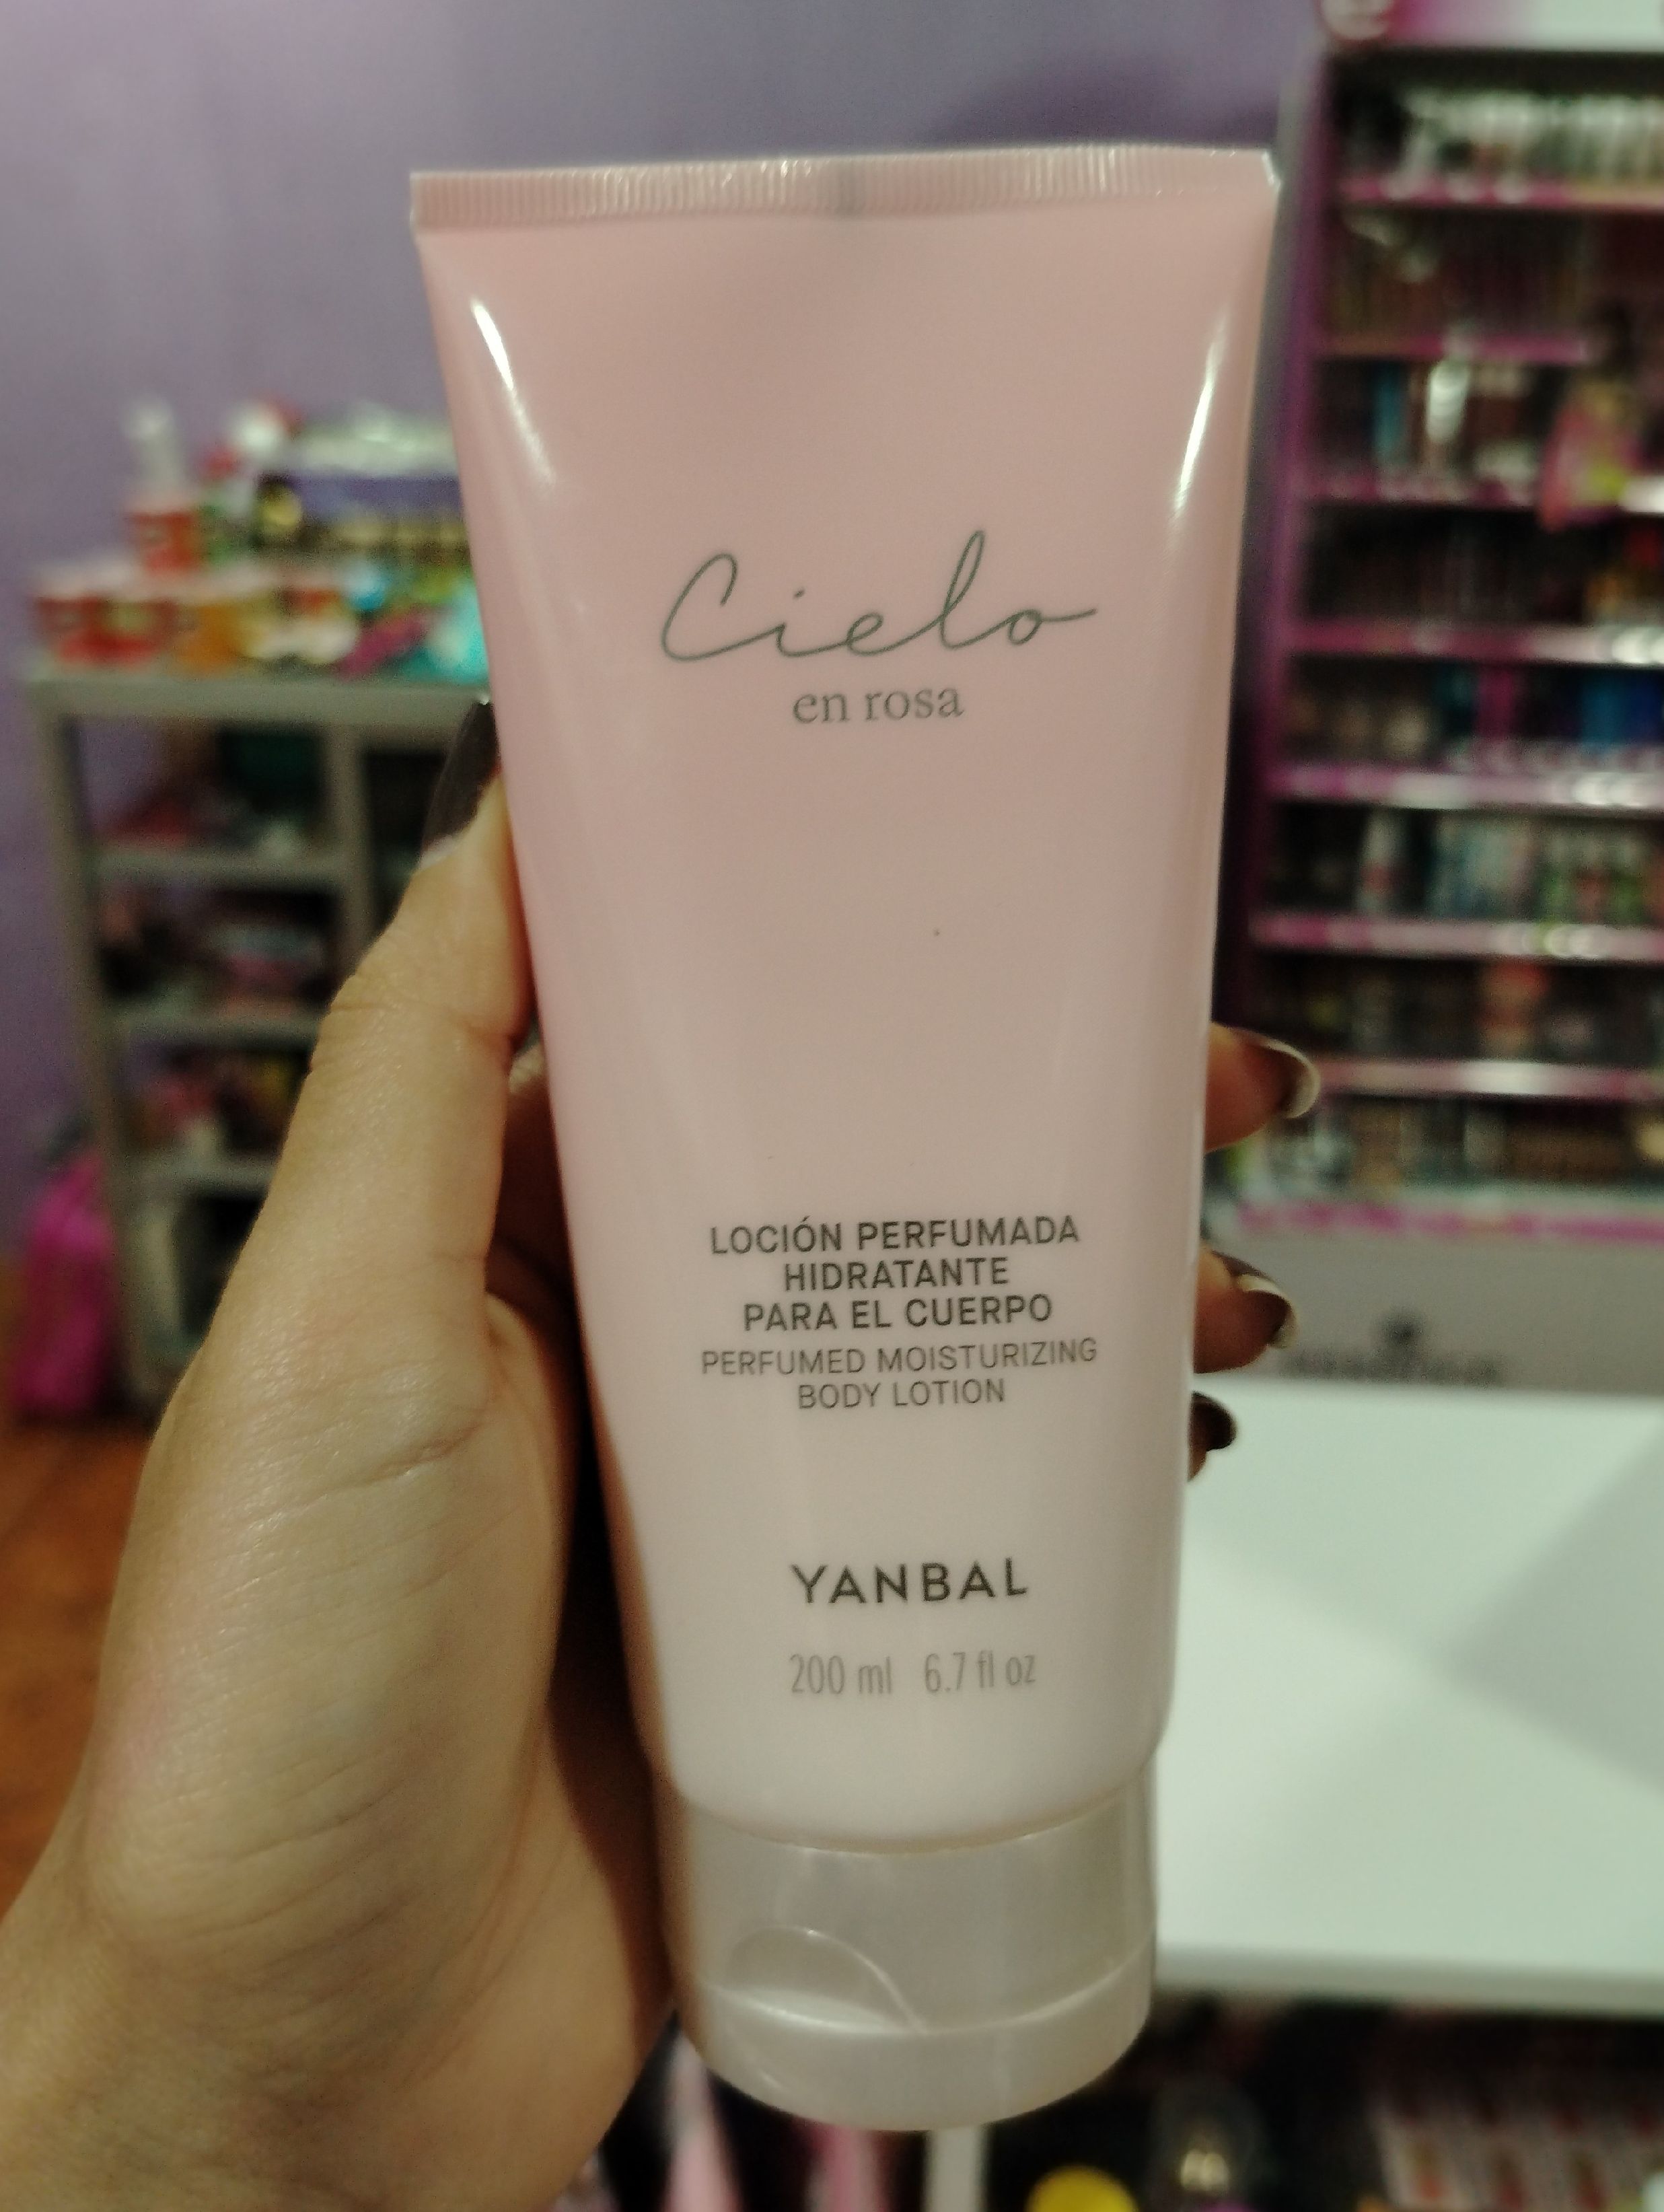 Cielo
en rosa
LOCIÓN PERFUMADA
HIDRATANTE
PARA EL CUERPO
PERFUMED MOISTURIZING
BODY LOTION
YANBAL
200 ml 6.7 fl oz